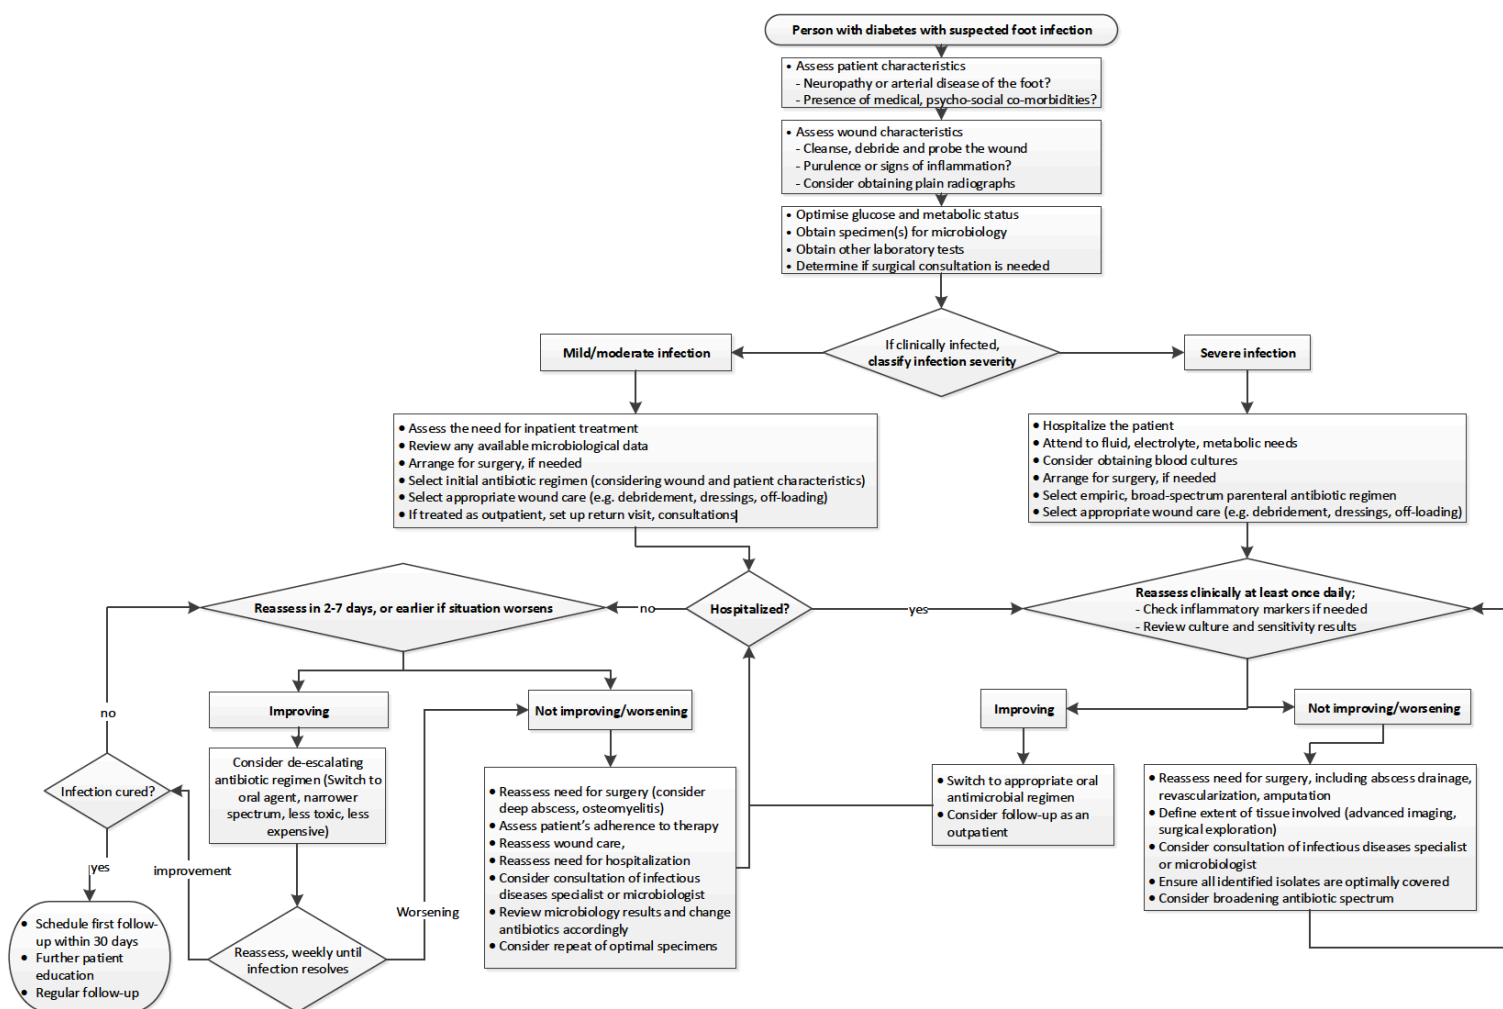 Person with diabetes with suspected foot infection
• Assess patient characteristics
- Neuropathy or arterial disease of the foot?
- Presence of medical, psycho-social co-morbidities?
• Assess wound characteristics
- Cleanse, debride and probe the wound
- Purulence or signs of inflammation?
- Consider obtaining plain radiographs
• Optimise glucose and metabolic status
• Obtain specimen(s) for microbiology
• Obtain other laboratory tests
• Determine if surgical consultation is needed
If clinically infected,
classify infection severity
Mild/moderate infection
Severe infection
• Assess the need for inpatient treatment
• Review any available microbiological data
• Arrange for surgery, if needed
• Select initial antibiotic regimen (considering wound and patient characteristics)
• Select appropriate wound care (e.g. debridement, dressings, off-loading)
• If treated as outpatient, set up return visit, consultations
• Hospitalize the patient
• Attend to fluid, electrolyte, metabolic needs
• Consider obtaining blood cultures
• Arrange for surgery, if needed
• Select empiric, broad-spectrum parenteral antibiotic regimen
• Select appropriate wound care (e.g. debridement, dressings, off-loading)
Reassess in 2-7 days, or earlier if situation worsens
no
Hospitalized?
yes
Reassess clinically at least once daily;
- Check inflammatory markers if needed
- Review culture and sensitivity results
no
Improving
Not improving/worsening
Improving
Not improving/worsening
Infection cured?
Consider de-escalating
antibiotic regimen (Switch to
oral agent, narrower
spectrum, less toxic, less
expensive)
• Reassess need for surgery (consider
deep abscess, osteomyelitis)
• Assess patient's adherence to therapy
• Reassess wound care,
• Reassess need for hospitalization
• Consider consultation of infectious
diseases specialist or microbiologist
• Review microbiology results and change
antibiotics accordingly
• Consider repeat of optimal specimens
• Switch to appropriate oral
antimicrobial regimen
• Consider follow-up as an
outpatient
• Reassess need for surgery, including abscess drainage,
revascularization, amputation
• Define extent of tissue involved (advanced imaging,
surgical exploration)
• Consider consultation of infectious diseases specialist
or microbiologist
• Ensure all identified isolates are optimally covered
• Consider broadening antibiotic spectrum
yes
improvement
Worsening
• Schedule first follow-
up within 30 days
• Further patient
education
• Regular follow-up
Reassess, weekly until
infection resolves